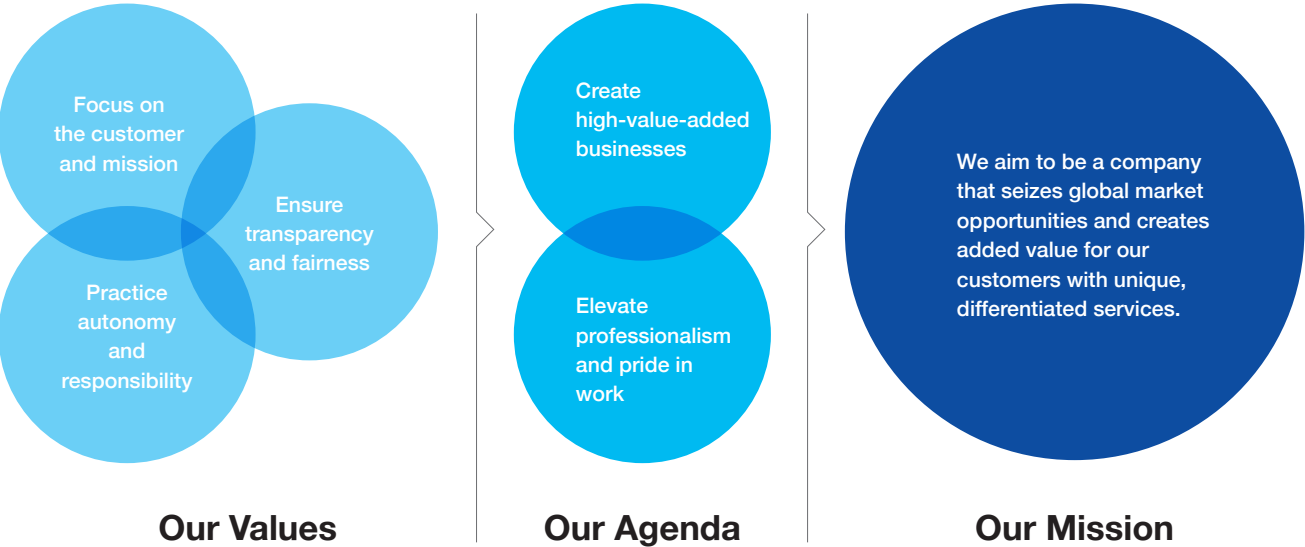 Focus on
the customer
and mission
Ensure
transparency
and fairness
Practice
autonomy
and
responsibility
Our Values
Create
high-value-added
businesses
Elevate
professionalism
and pride in
work
Our Agenda
We aim to be a company
that seizes global market
opportunities and creates
added value for our
customers with unique,
differentiated services.
Our Mission